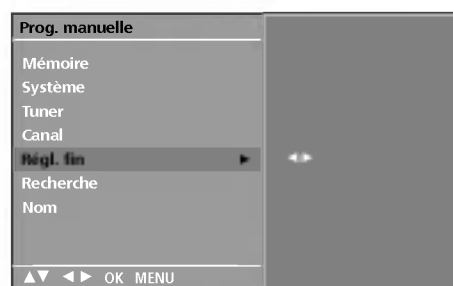 Prog. manuelle
Mémoire
Système
Tuner
Canal
Régl. fin ►
◄►
Recherche
Nom
▲▼ ◄► OK MENU